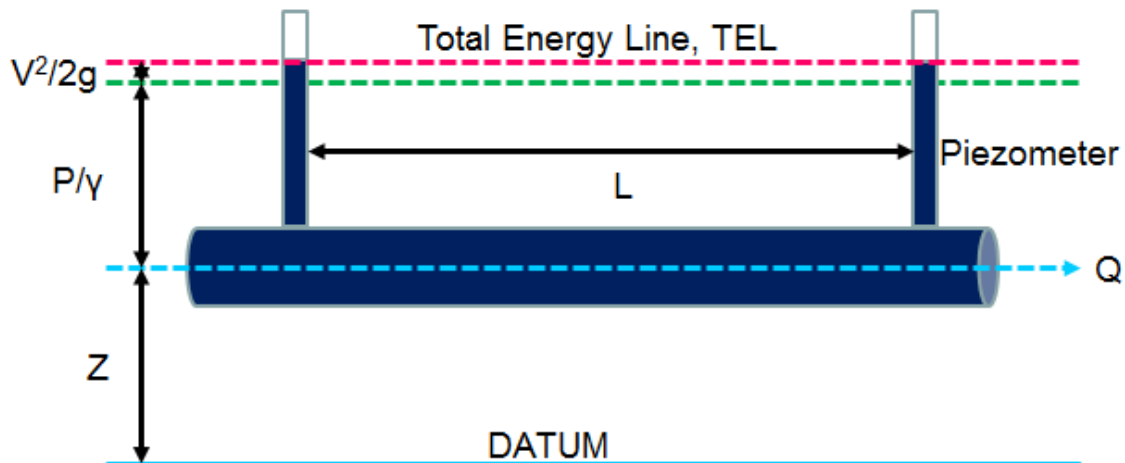 Total Energy Line, TEL
V²/2g
P/γ
Piezometer
L
Q
Z
DATUM